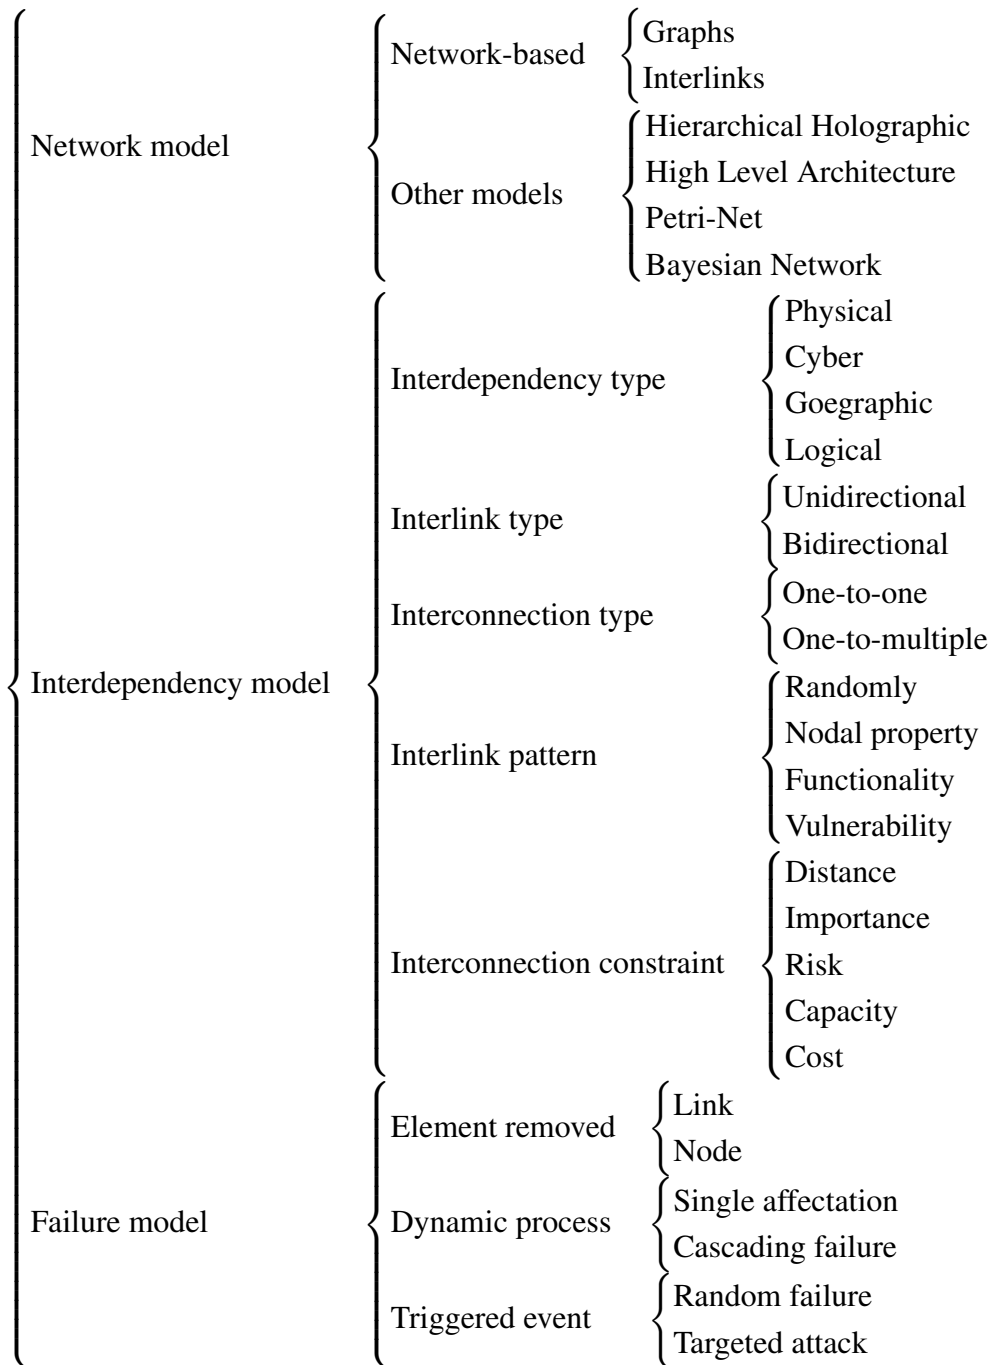 Network model
Network-based
Graphs
Interlinks
Other models
Hierarchical Holographic
High Level Architecture
Petri-Net
Bayesian Network
Interdependency model
Interdependency type
Physical
Cyber
Goegraphic
Logical
Interlink type
Unidirectional
Bidirectional
Interconnection type
One-to-one
One-to-multiple
Interlink pattern
Randomly
Nodal property
Functionality
Vulnerability
Interconnection constraint
Distance
Importance
Risk
Capacity
Cost
Failure model
Element removed
Link
Node
Dynamic process
Single affectation
Cascading failure
Triggered event
Random failure
Targeted attack